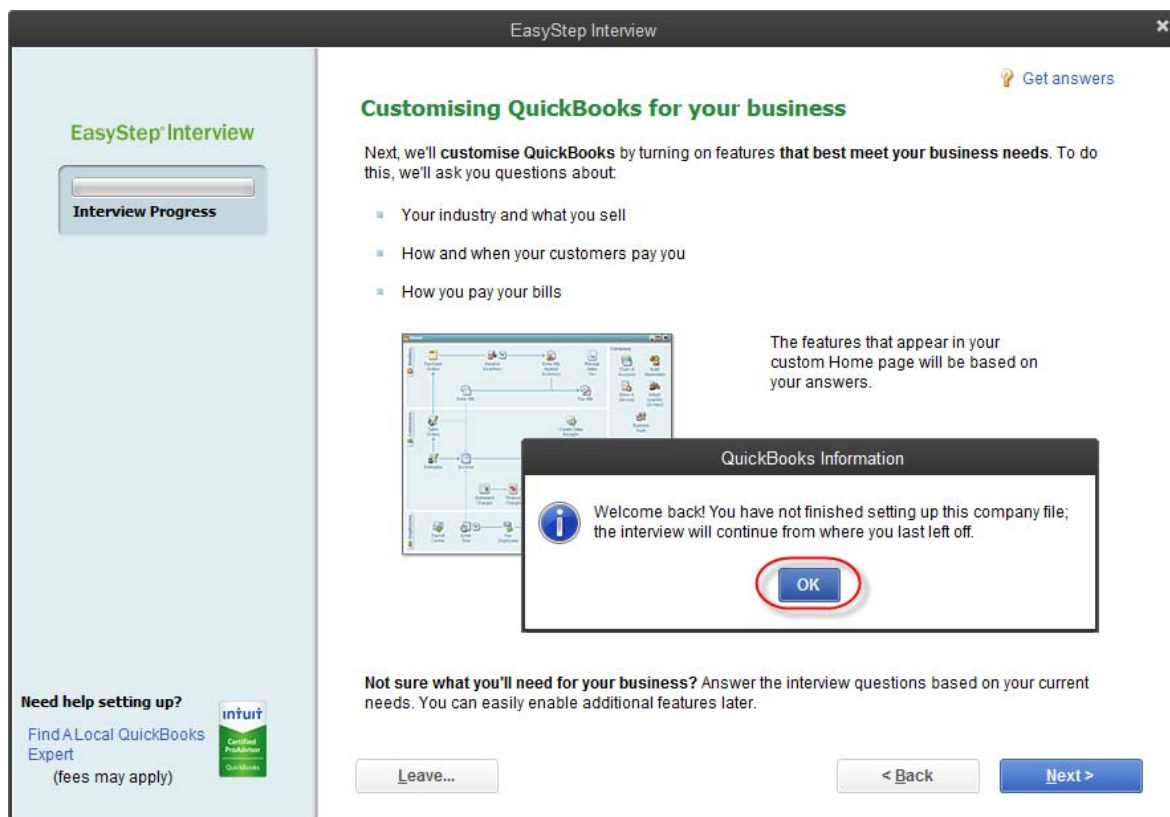 EasyStep Interview
Get answers
EasyStep Interview
Interview Progress
Customising QuickBooks for your business
Next, we'll customise QuickBooks by turning on features that best meet your business needs. To do
this, we'll ask you questions about:
Your industry and what you sell
How and when your customers pay you
How you pay your bills
The features that appear in your
custom Home page will be based on
your answers.
QuickBooks Information
Welcome back! You have not finished setting up this company file;
the interview will continue from where you last left off.
OK
Not sure what you'll need for your business? Answer the interview questions based on your current
needs. You can easily enable additional features later.
Need help setting up?
Find A Local QuickBooks
Expert
(fees may apply)
intuit
Certified
ProAdvisor
QuickBooks
Leave...
< Back
Next >